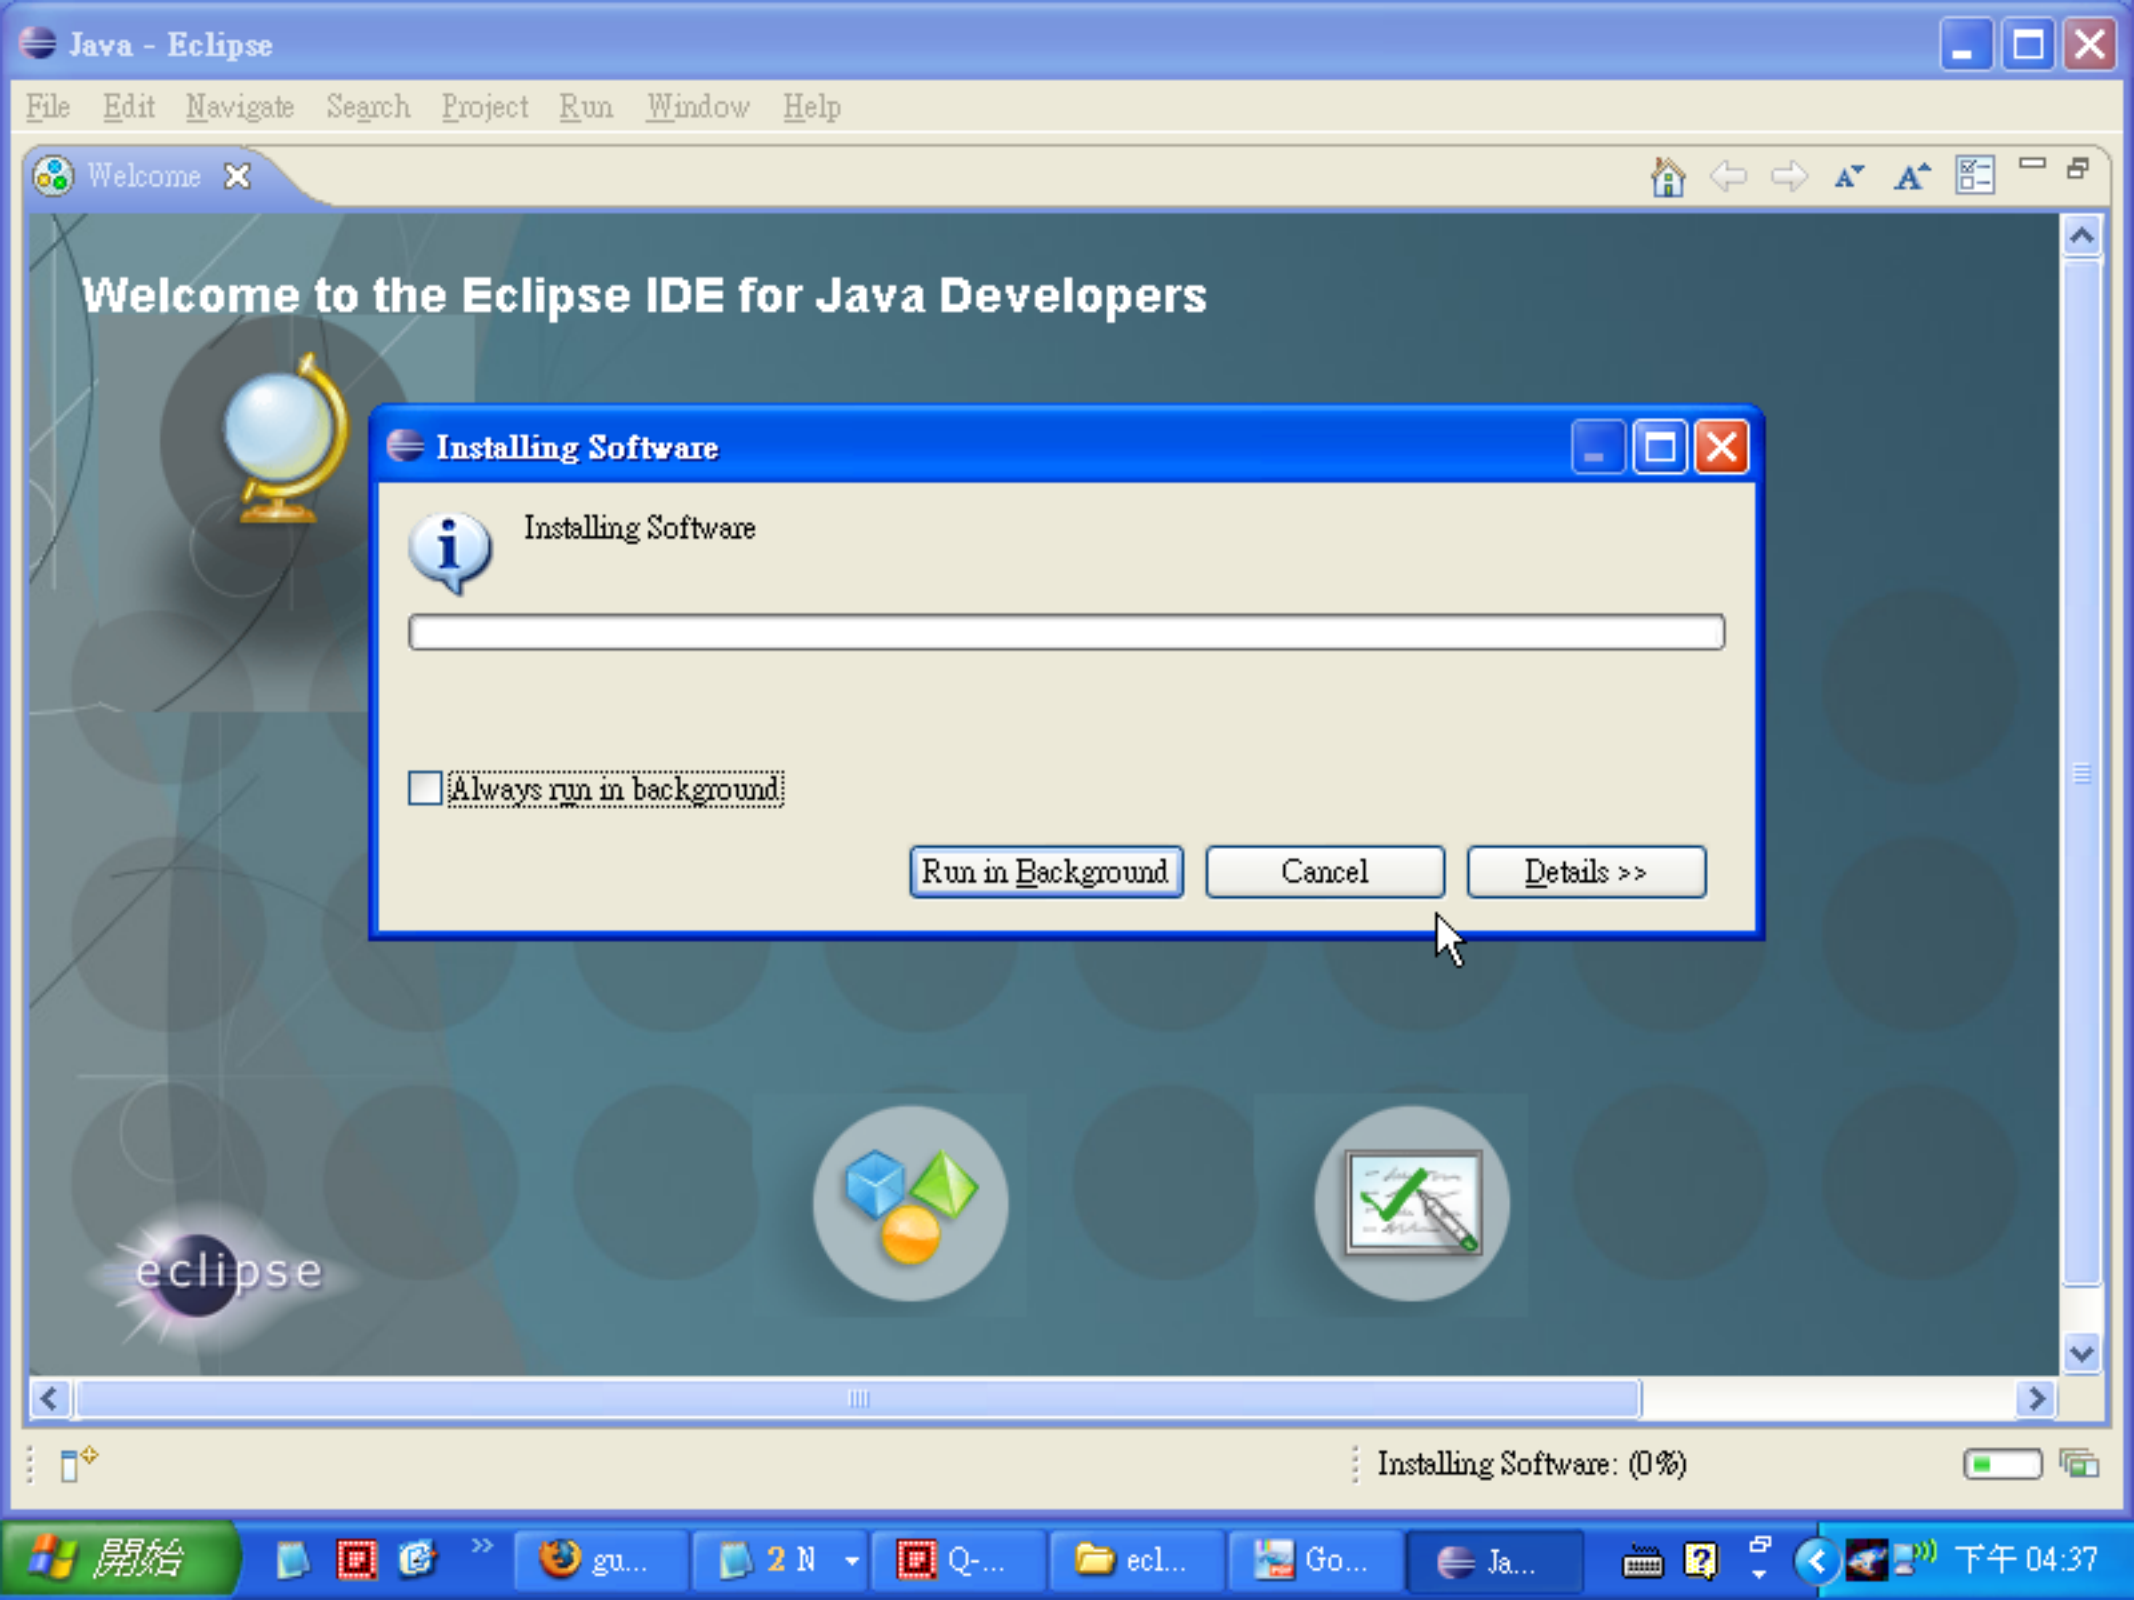 Java - Eclipse
File Edit Navigate Search Project Run Window Help
Welcome
Welcome to the Eclipse IDE for Java Developers
Installing Software
Installing Software
Always run in background
Run in Background Cancel Details >>
eclipse
Installing Software: (0%)
開始 gu... 2 N Q-... ecl... Go... Ja... 下午 04:37